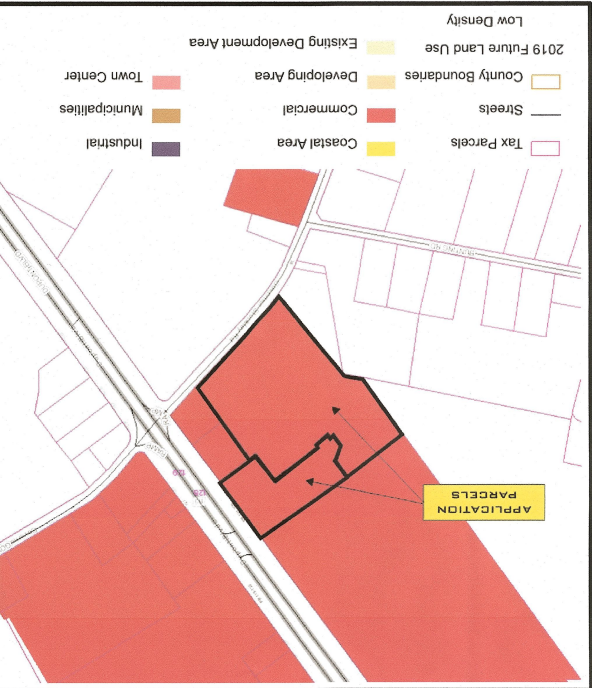 APPLICATION
PARCELS
Tax Parcels
Coastal Area
Industrial
Streets
Commercial
Municipalities
County Boundaries
Developing Area
Town Center
2019 Future Land Use
Existing Development Area
Low Density